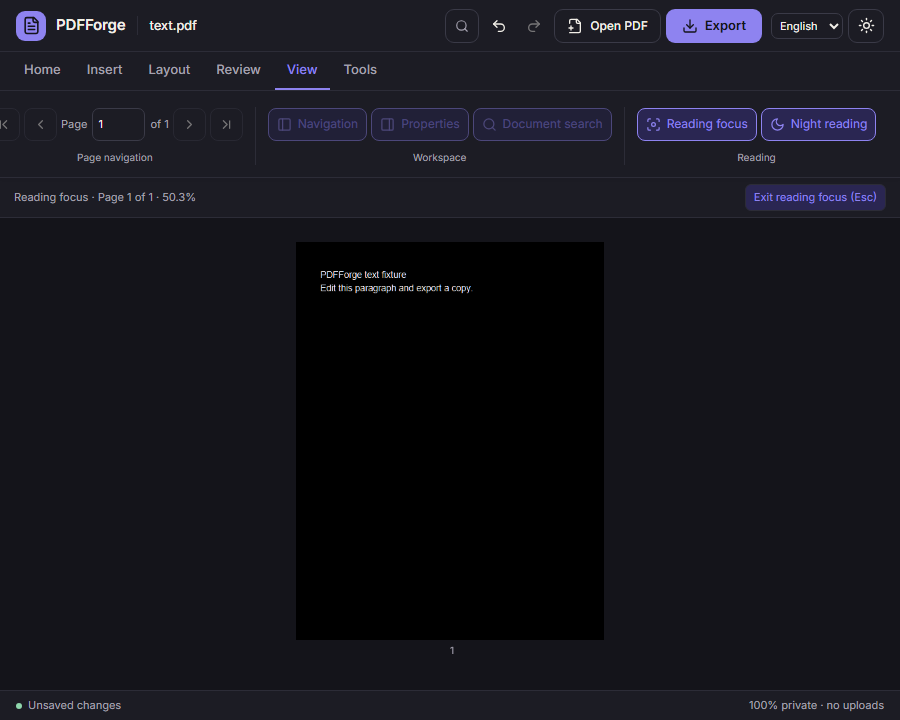 PDFForge text.pdf Open PDF Export English
Home Insert Layout Review View Tools
Page 1 of 1 Navigation Properties Document search Reading focus Night reading
Page navigation Workspace Reading
Reading focus · Page 1 of 1 · 50.3% Exit reading focus (Esc)
PDFForge text fixture
Edit this paragraph and export a copy.
1
Unsaved changes 100% private · no uploads